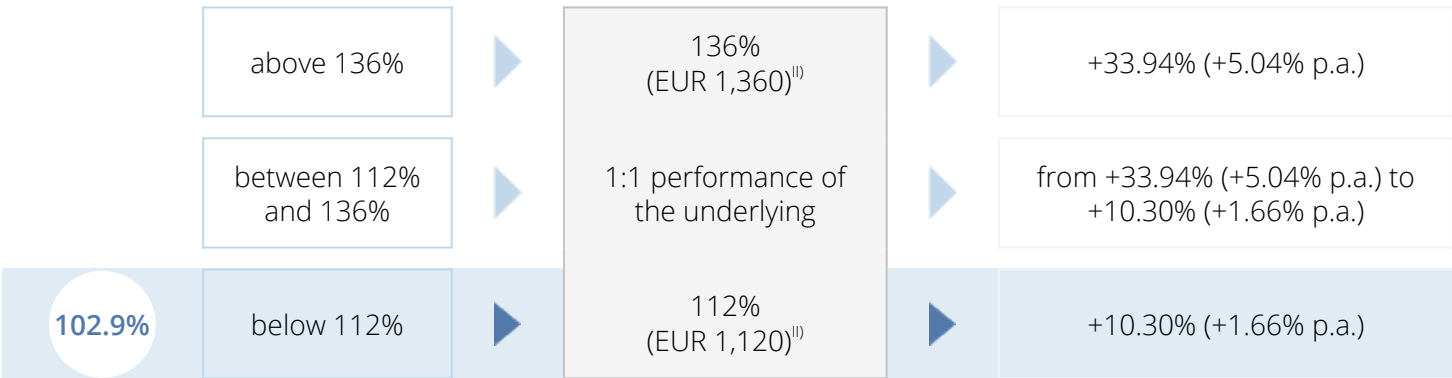 above 136%
136%
(EUR 1,360)II)
+33.94% (+5.04% p.a.)
between 112%
and 136%
1:1 performance of
the underlying
from +33.94% (+5.04% p.a.) to
+10.30% (+1.66% p.a.)
102.9%
below 112%
112%
(EUR 1,120)II)
+10.30% (+1.66% p.a.)